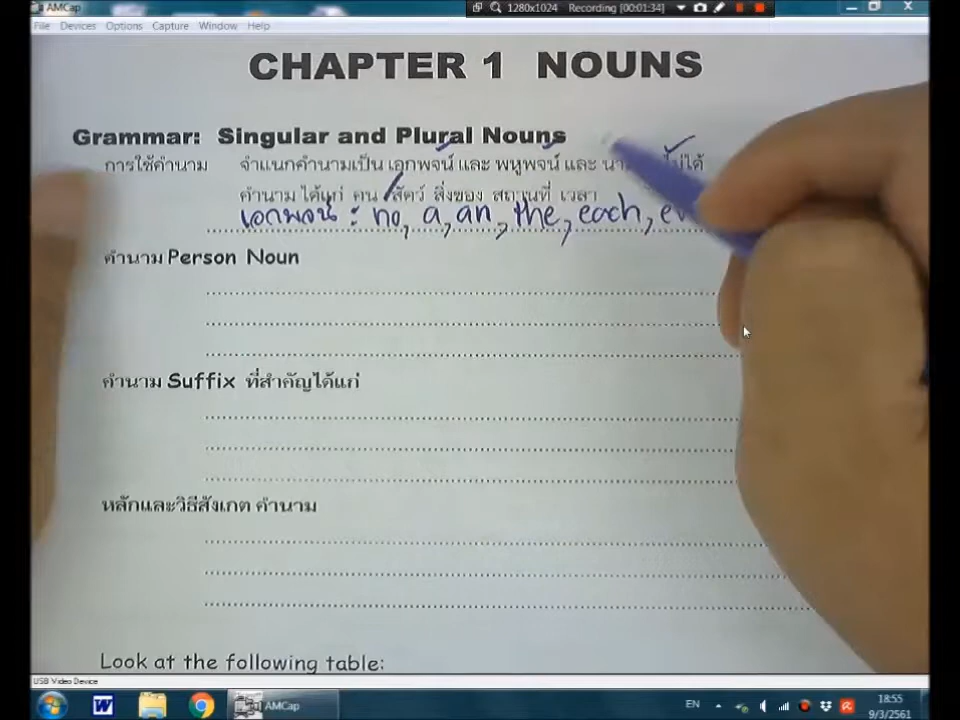 AMCap
1280x1024 Recording [00:01:34]
File Devices Options Capture Window Help
CHAPTER 1 NOUNS
Grammar: Singular and Plural Nouns
การใช้คำนาม จำแนกคำนามเป็น เอกพจน์ และ พหูพจน์ และ ไม่ได้
คำนาม ได้แก่ คน สัตว์ สิ่งของ สถานที่ เวลา
เอกพจน์ : no, a, an, the, each,
คำนาม Person Noun
คำนาม Suffix ที่สำคัญได้แก่
หลักและวิธีสังเกต คำนาม
Look at the following table:
USB Video Device
AMCap
EN
18:55
9/3/2561